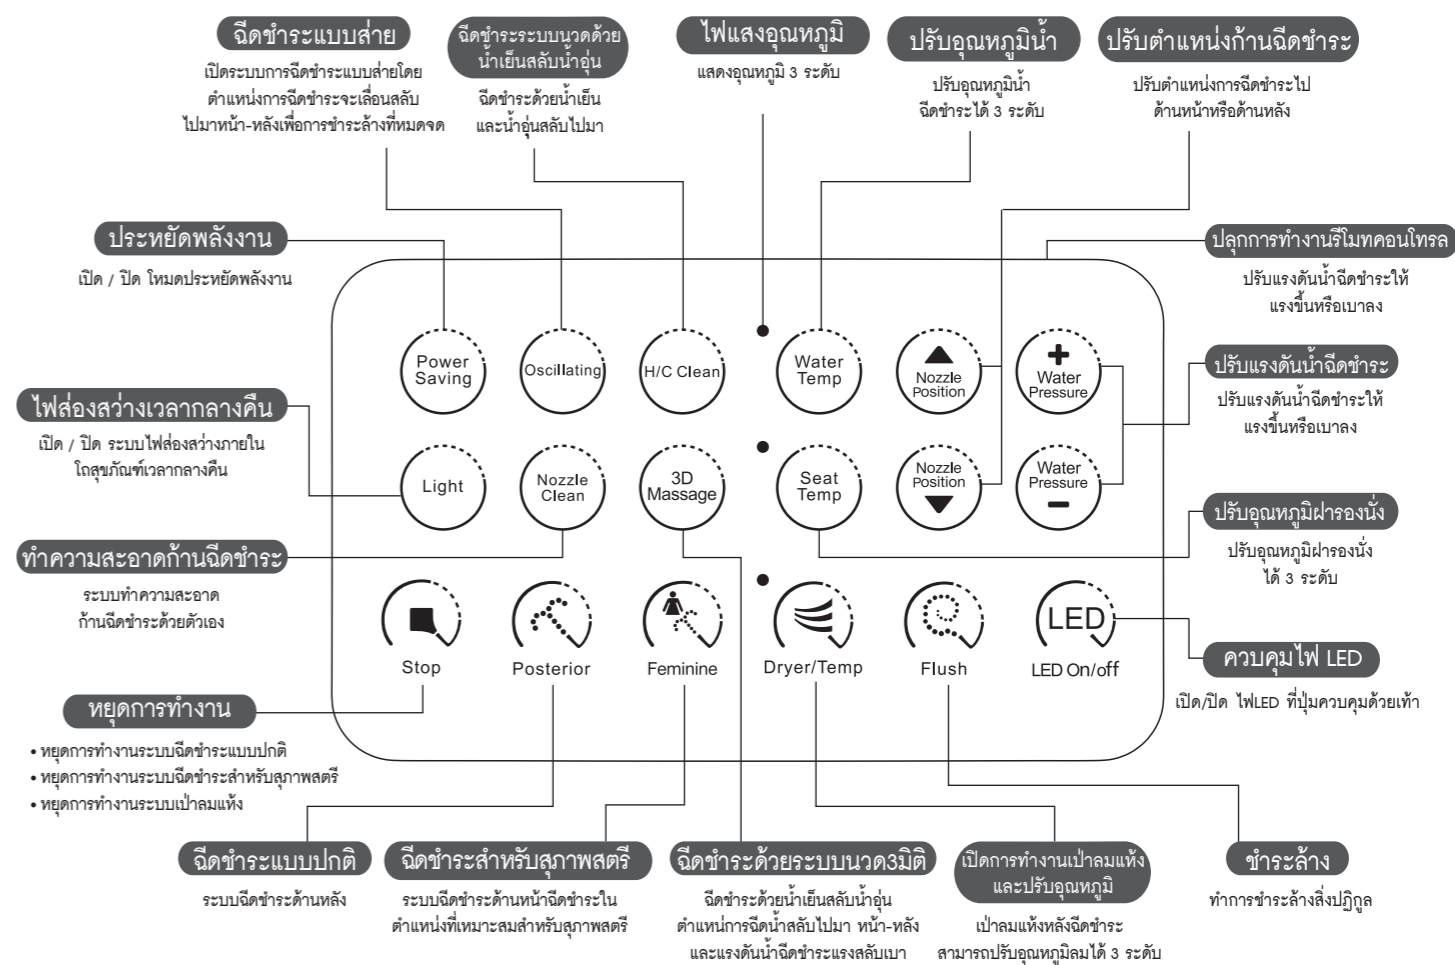 ฉีดชำระแบบส่าย
เปิดระบบการฉีดชำระแบบส่ายโดย
ตำแหน่งการฉีดชำระจะเลื่อนสลับ
ไปมาหน้า-หลังเพื่อการชำระล้างที่หมดจด
ฉีดชำระระบบนวดด้วย
น้ำเย็นสลับน้ำอุ่น
ฉีดชำระด้วยน้ำเย็น
และน้ำอุ่นสลับไปมา
ไฟแสงอุณหภูมิ
แสดงอุณหภูมิ 3 ระดับ
ปรับอุณหภูมิน้ำ
ปรับอุณหภูมิน้ำ
ฉีดชำระได้ 3 ระดับ
ปรับตำแหน่งก้านฉีดชำระ
ปรับตำแหน่งการฉีดชำระไป
ด้านหน้าหรือด้านหลัง
ประหยัดพลังงาน
เปิด / ปิด โหมดประหยัดพลังงาน
ปลุกการทำงานรีโมทคอนโทรล
ปรับแรงดันน้ำฉีดชำระให้
แรงขึ้นหรือเบาลง
Power
Saving
Oscillating
H/C Clean
Water
Temp
Nozzle
Position
+
Water
Pressure
ปรับแรงดันน้ำฉีดชำระ
ปรับแรงดันน้ำฉีดชำระให้
แรงขึ้นหรือเบาลง
ไฟส่องสว่างเวลากลางคืน
เปิด / ปิด ระบบไฟส่องสว่างภายใน
โถสุขภัณฑ์เวลากลางคืน
Light
Nozzle
Clean
3D
Massage
Seat
Temp
Nozzle
Position
Water
Pressure
-
ปรับอุณหภูมิฝารองนั่ง
ปรับอุณหภูมิฝารองนั่ง
ได้ 3 ระดับ
ทำความสะอาดก้านฉีดชำระ
ระบบทำความสะอาด
ก้านฉีดชำระด้วยตัวเอง
Stop
Posterior
Feminine
Dryer/Temp
Flush
LED
LED On/off
ควบคุมไฟ LED
เปิด/ปิด ไฟLED ที่ปุ่มควบคุมด้วยเท้า
หยุดการทำงาน
• หยุดการทำงานระบบฉีดชำระแบบปกติ
• หยุดการทำงานระบบฉีดชำระสำหรับสุภาพสตรี
• หยุดการทำงานระบบเป่าลมแห้ง
ฉีดชำระแบบปกติ
ระบบฉีดชำระด้านหลัง
ฉีดชำระสำหรับสุภาพสตรี
ระบบฉีดชำระด้านหน้าฉีดชำระใน
ตำแหน่งที่เหมาะสมสำหรับสุภาพสตรี
ฉีดชำระด้วยระบบนวด3มิติ
ฉีดชำระด้วยน้ำเย็นสลับน้ำอุ่น
ตำแหน่การฉีดน้ำสลับไปมา หน้า-หลัง
และแรงดันน้ำฉีดชำระแรงสลับเบา
เปิดการทำงานเป่าลมแห้ง
และปรับอุณหภูมิ
เป่าลมแห้งหลังฉีดชำระ
สามารถปรับอุณหภูมิลมได้ 3 ระดับ
ชำระล้าง
ทำการชำระล้างสิ่งปฏิกูล